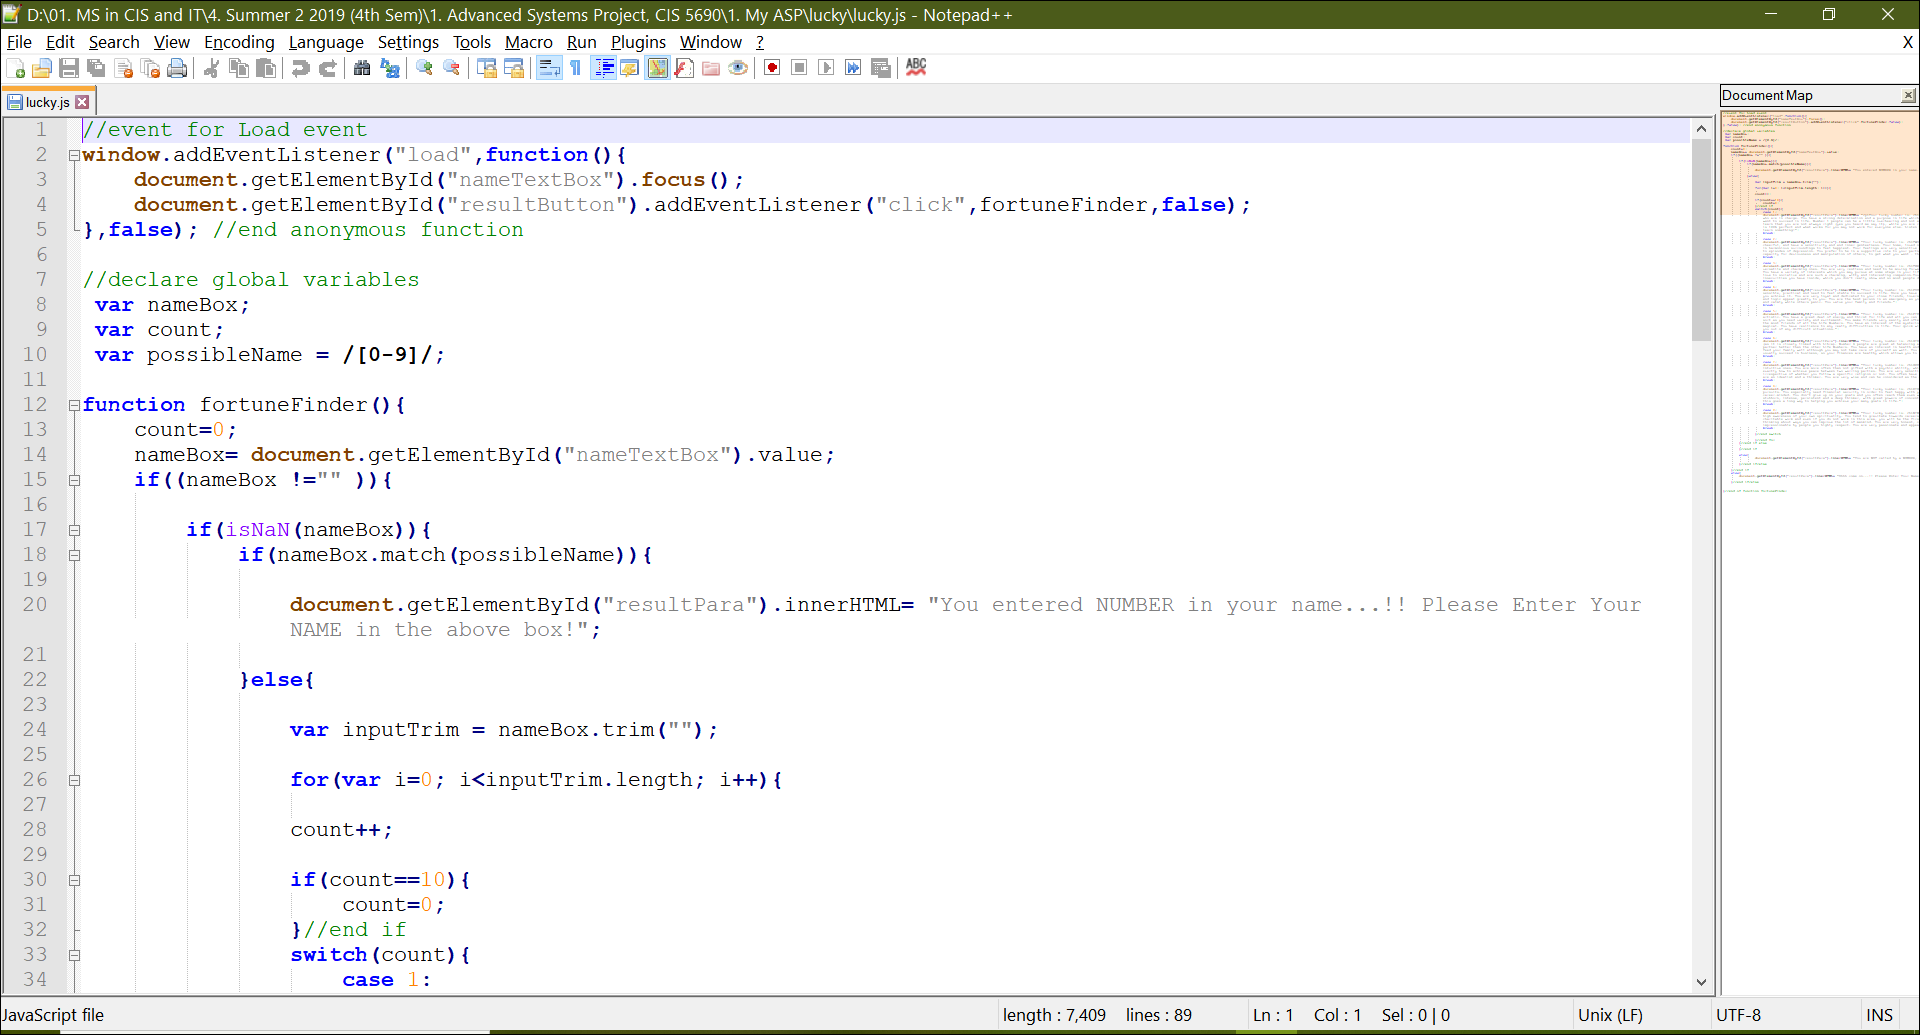 D:\01. MS in CIS and IT\4. Summer 2 2019 (4th Sem)\1. Advanced Systems Project, CIS 5690\1. My ASP\lucky\lucky.js - Notepad++
File Edit Search View Encoding Language Settings Tools Macro Run Plugins Window ? X
ABC
lucky.js
Document Map
1 //event for Load event
2 window.addEventListener("load",function(){
3 document.getElementById("nameTextBox").focus();
4 document.getElementById("resultButton").addEventListener("click",fortuneFinder,false);
5 },false); //end anonymous function
6
7 //declare global variables
8 var nameBox;
9 var count;
10 var possibleName = /[0-9]/;
11
12 function fortuneFinder(){
13 count=0;
14 nameBox= document.getElementById("nameTextBox").value;
15 if((nameBox !="" )){
16
17 if(isNaN(nameBox)){
18 if(nameBox.match(possibleName)){
19
20 document.getElementById("resultPara").innerHTML= "You entered NUMBER in your name...!! Please Enter Your
NAME in the above box!";
21
22 }else{
23
24 var inputTrim = nameBox.trim("");
25
26 for(var i=0; i<inputTrim.length; i++){
27
28 count++;
29
30 if(count==10){
31 count=0;
32 }//end if
33 switch(count){
34 case 1:
JavaScript file length : 7,409 lines : 89 Ln : 1 Col : 1 Sel : 0 | 0 Unix (LF) UTF-8 INS